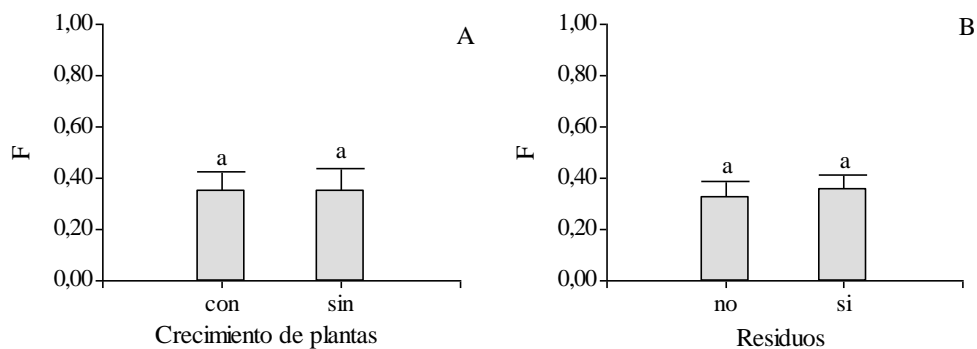 A
1,00
0,80
0,60
0,40
0,20
0,00
F
a
a
con
sin
Crecimiento de plantas
B
1,00
0,80
0,60
0,40
0,20
0,00
F
a
a
no
si
Residuos